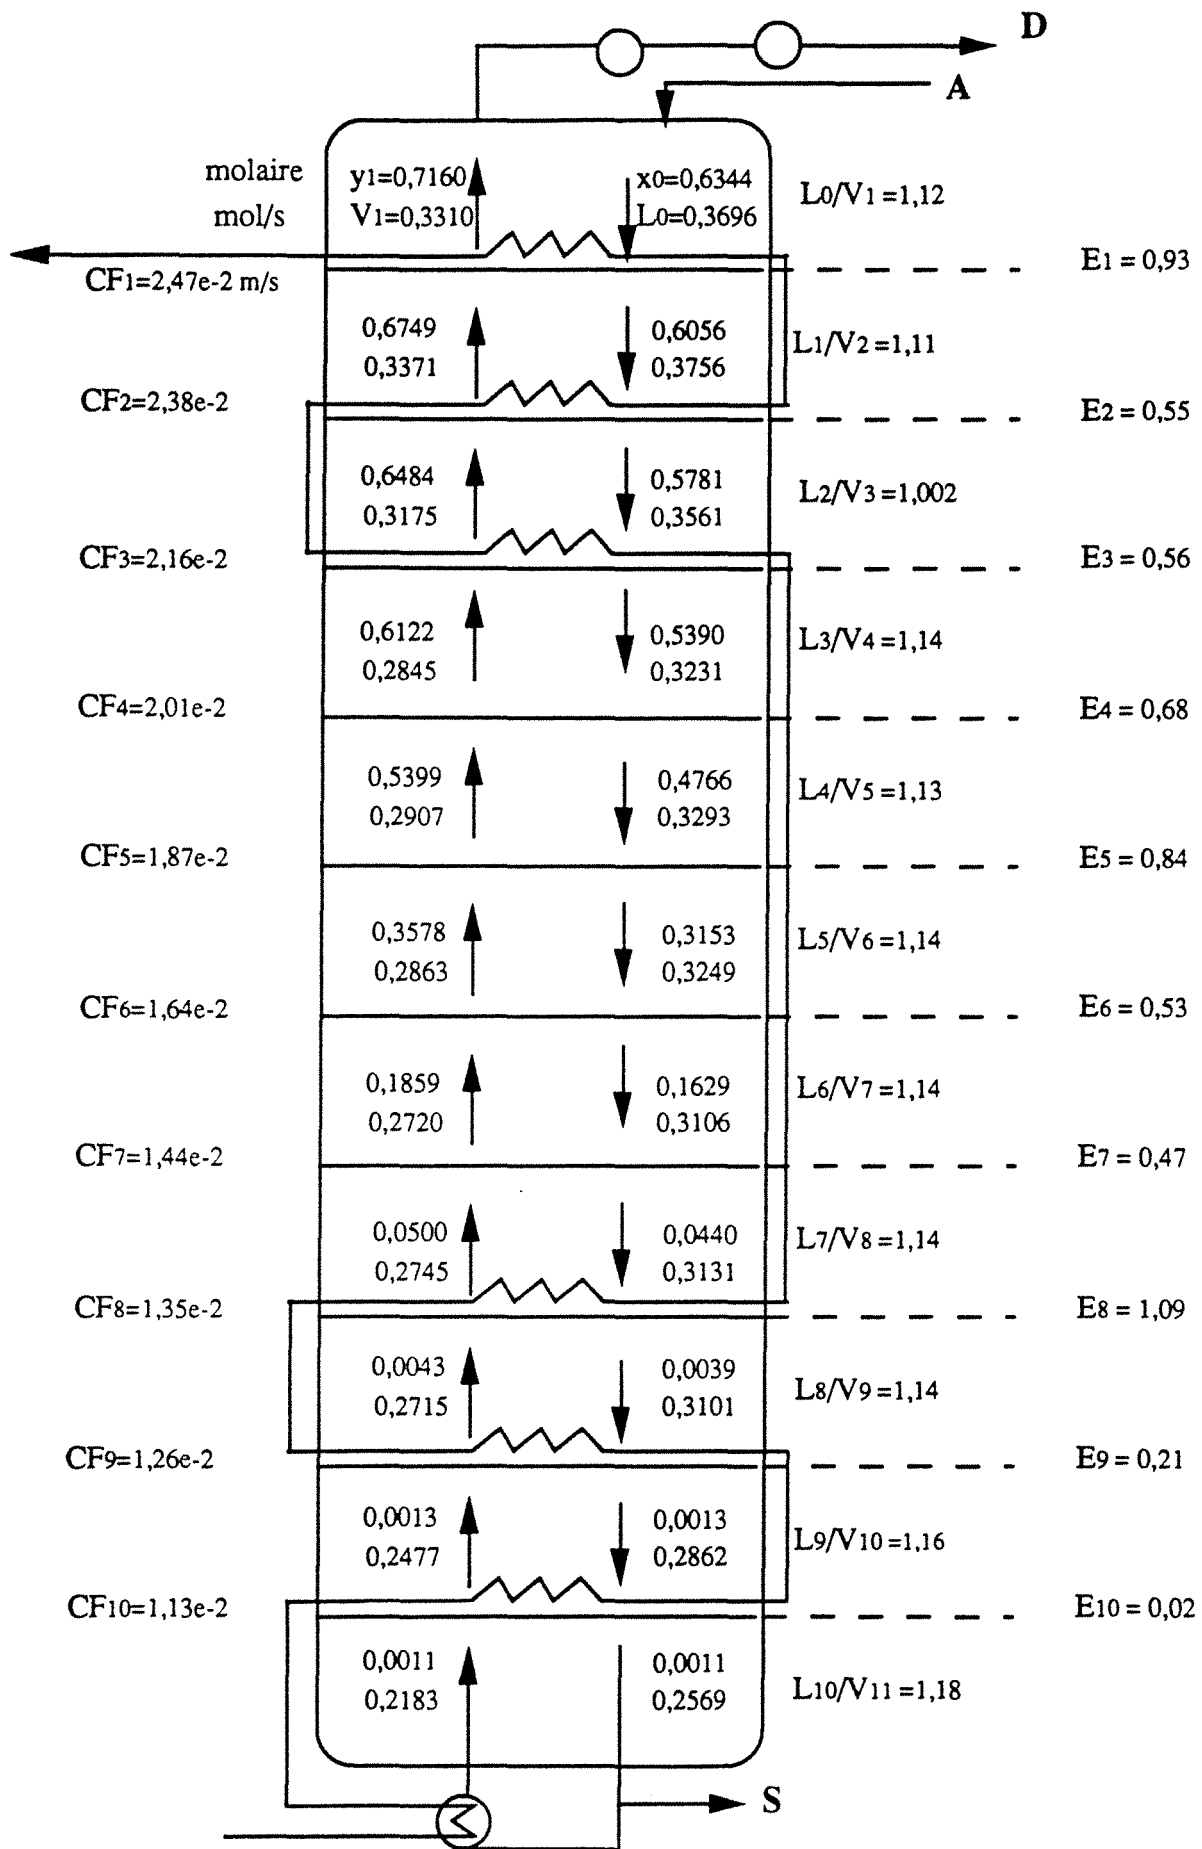 D
A
molaire y1=0,7160 x0=0,6344 L0/V1=1,12
mol/s V1=0,3310 L0=0,3696
CF1=2,47e-2 m/s E1 = 0,93
0,6749 0,6056 L1/V2 =1,11
0,3371 0,3756
CF2=2,38e-2 E2 = 0,55
0,6484 0,5781 L2/V3 =1,002
0,3175 0,3561
CF3=2,16e-2 E3 = 0,56
0,6122 0,5390 L3/V4 =1,14
0,2845 0,3231
CF4=2,01e-2 E4 = 0,68
0,5399 0,4766 L4/V5 =1,13
0,2907 0,3293
CF5=1,87e-2 E5 = 0,84
0,3578 0,3153 L5/V6 =1,14
0,2863 0,3249
CF6=1,64e-2 E6 = 0,53
0,1859 0,1629 L6/V7 =1,14
0,2720 0,3106
CF7=1,44e-2 E7 = 0,47
0,0500 0,0440 L7/V8 =1,14
0,2745 0,3131
CF8=1,35e-2 E8 = 1,09
0,0043 0,0039 L8/V9 =1,14
0,2715 0,3101
CF9=1,26e-2 E9 = 0,21
0,0013 0,0013 L9/V10 =1,16
0,2477 0,2862
CF10=1,13e-2 E10 = 0,02
0,0011 0,0011 L10/V11 =1,18
0,2183 0,2569
S